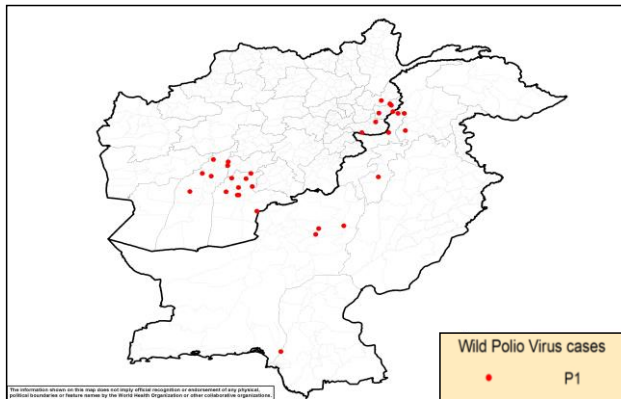 Wild Polio Virus cases
P1
The information shown on this map does not imply official recognition or endorsement of any physical,
political boundaries or feature names by the World Health Organization or other collaborative organizations.